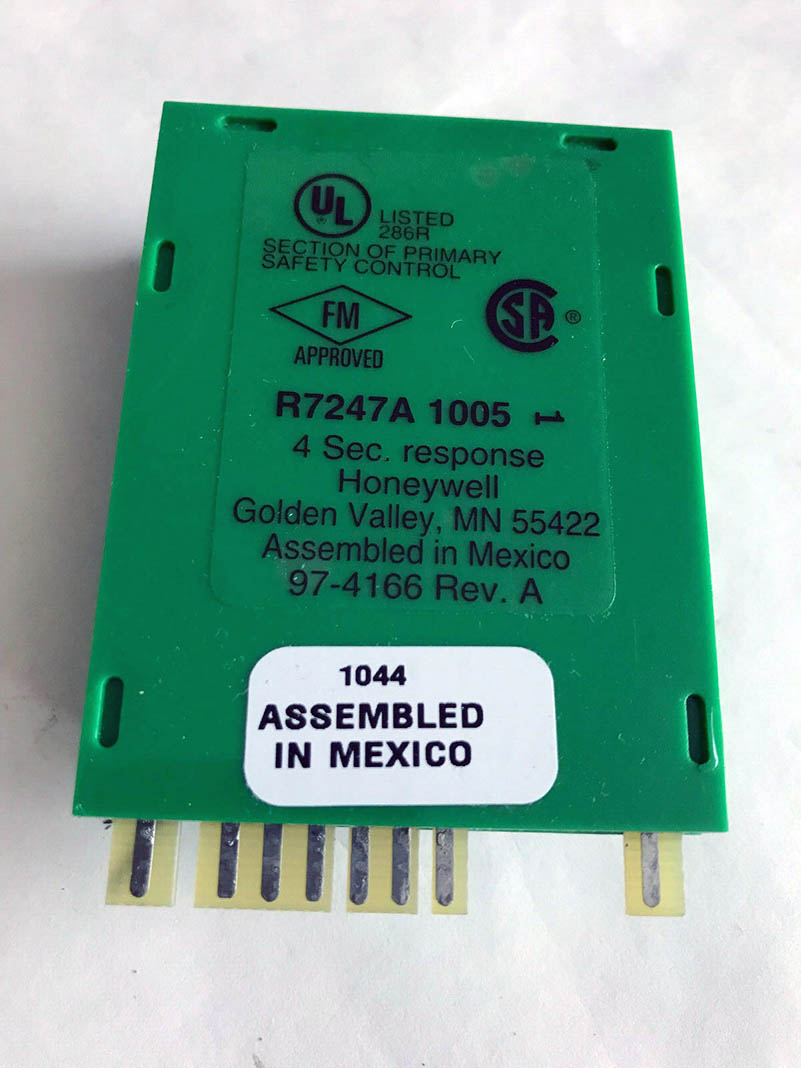 UL ®
LISTED
286R
SECTION OF PRIMARY
SAFETY CONTROL
FM
APPROVED
CSA ®
R7247A 1005 1
4 Sec. response
Honeywell
Golden Valley, MN 55422
Assembled in Mexico
97-4166 Rev. A
1044
ASSEMBLED
IN MEXICO